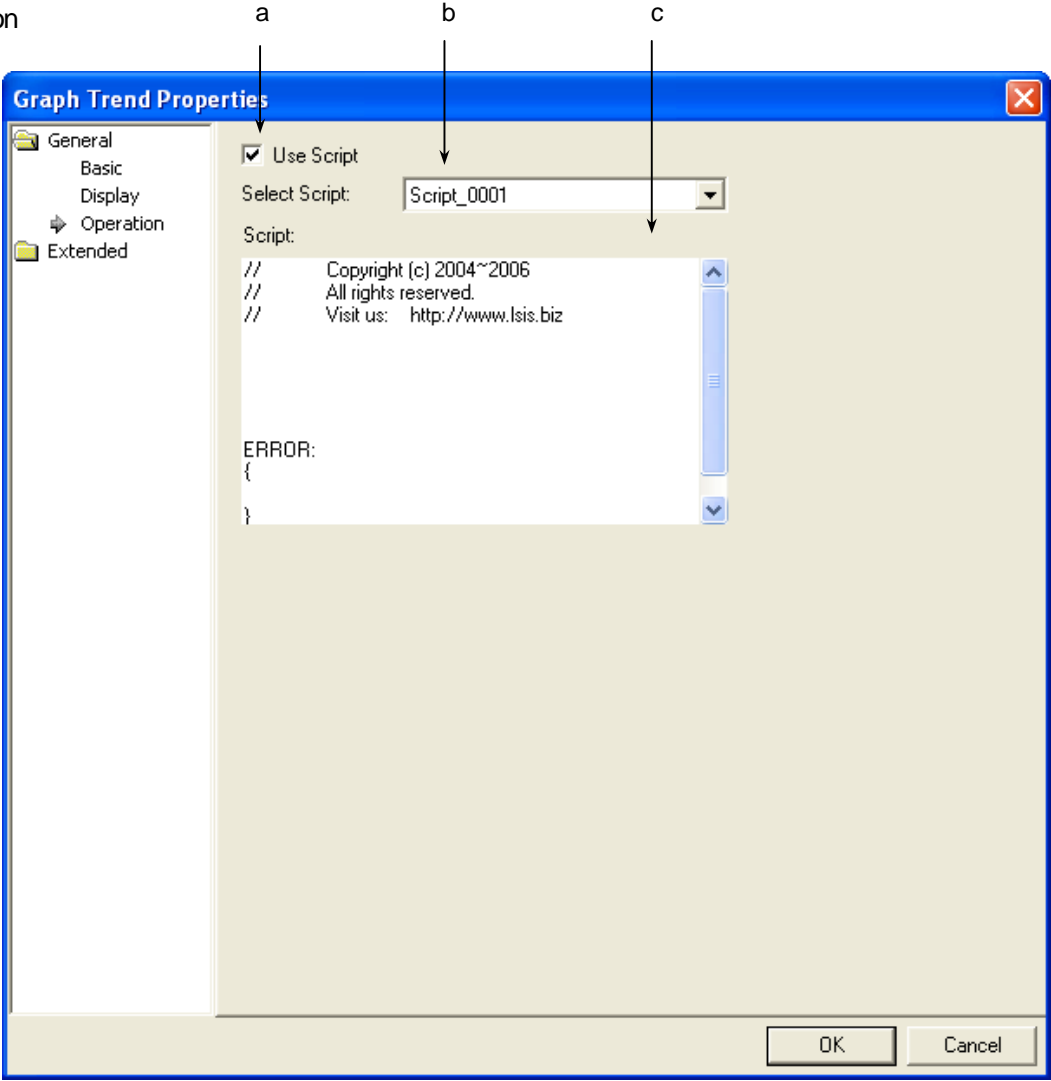 on
a b c
Graph Trend Properties
General
Basic
Display
Operation
Extended
Use Script
Select Script: Script_0001
Script:
// Copyright (c) 2004~2006
// All rights reserved.
// Visit us: http://www.lsis.biz
ERROR:
{
}
OK Cancel